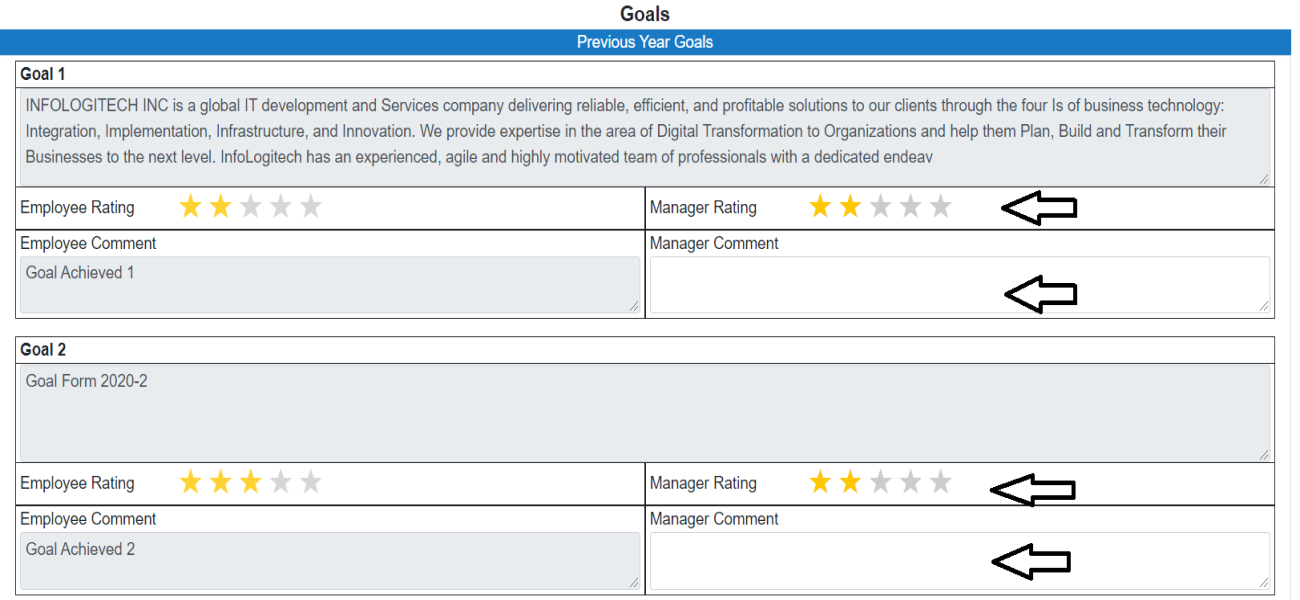 Goals
Previous Year Goals
Goal 1
INFOLOGITECH INC is a global IT development and Services company delivering reliable, efficient, and profitable solutions to our clients through the four Is of business technology:
Integration, Implementation, Infrastructure, and Innovation. We provide expertise in the area of Digital Transformation to Organizations and help them Plan, Build and Transform their
Businesses to the next level. InfoLogitech has an experienced, agile and highly motivated team of professionals with a dedicated endeav
Employee Rating
Manager Rating
Employee Comment
Manager Comment
Goal Achieved 1
Goal 2
Goal Form 2020-2
Employee Rating
Manager Rating
Employee Comment
Manager Comment
Goal Achieved 2